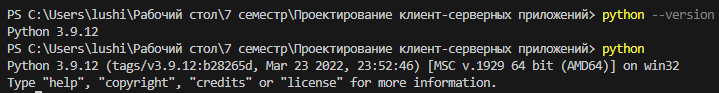 PS C:\Users\lushi\Рабочий стол\7 семестр\Проектирование клиент-серверных приложений> python --version
Python 3.9.12
PS C:\Users\lushi\Рабочий стол\7 семестр\Проектирование клиент-серверных приложений> python
Python 3.9.12 (tags/v3.9.12:b28265d, Mar 23 2022, 23:52:46) [MSC v.1929 64 bit (AMD64)] on win32
Type "help", "copyright", "credits" or "license" for more information.